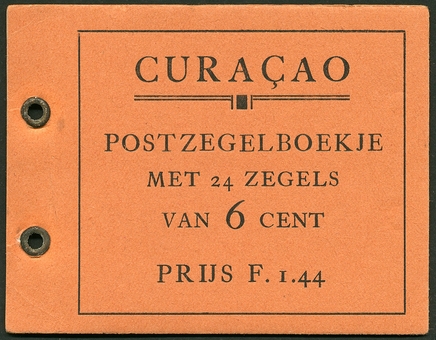 CURAÇAO
POSTZEGELBOEKJE
MET 24 ZEGELS
VAN 6 CENT
PRIJS F. 1.44